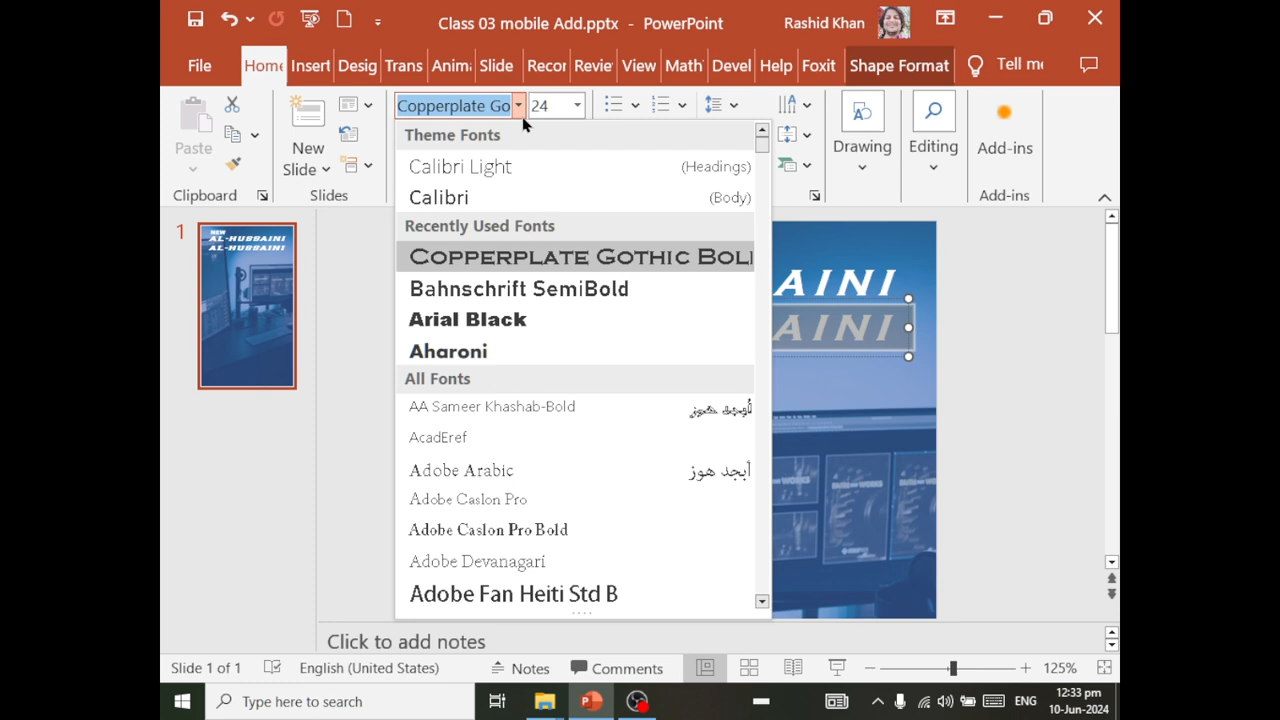 Class 03 mobile Add.pptx - PowerPoint
Rashid Khan
File
Home
Insert
Desig
Trans
Anim
Slide
Recor
Revie
View
Math
Devel
Help
Foxit
Shape Format
Tell me
Paste
Clipboard
New
Slide
Slides
Copperplate Go
24
Drawing
Editing
Add-ins
Add-ins
Theme Fonts
Calibri Light (Headings)
Calibri (Body)
Recently Used Fonts
Copperplate Gothic Bol
Bahnschrift SemiBold
Arial Black
Aharoni
All Fonts
AA Sameer Khashab-Bold أبجد هوز
AcadEref
Adobe Arabic أبجد هوز
Adobe Caslon Pro
Adobe Caslon Pro Bold
Adobe Devanagari
Adobe Fan Heiti Std B
1
NEW
AL-HUSSAINI
AL-HUSSAINI
AINI
AINI
Click to add notes
Slide 1 of 1
English (United States)
Notes
Comments
125%
Type here to search
ENG
12:33 pm
10-Jun-2024